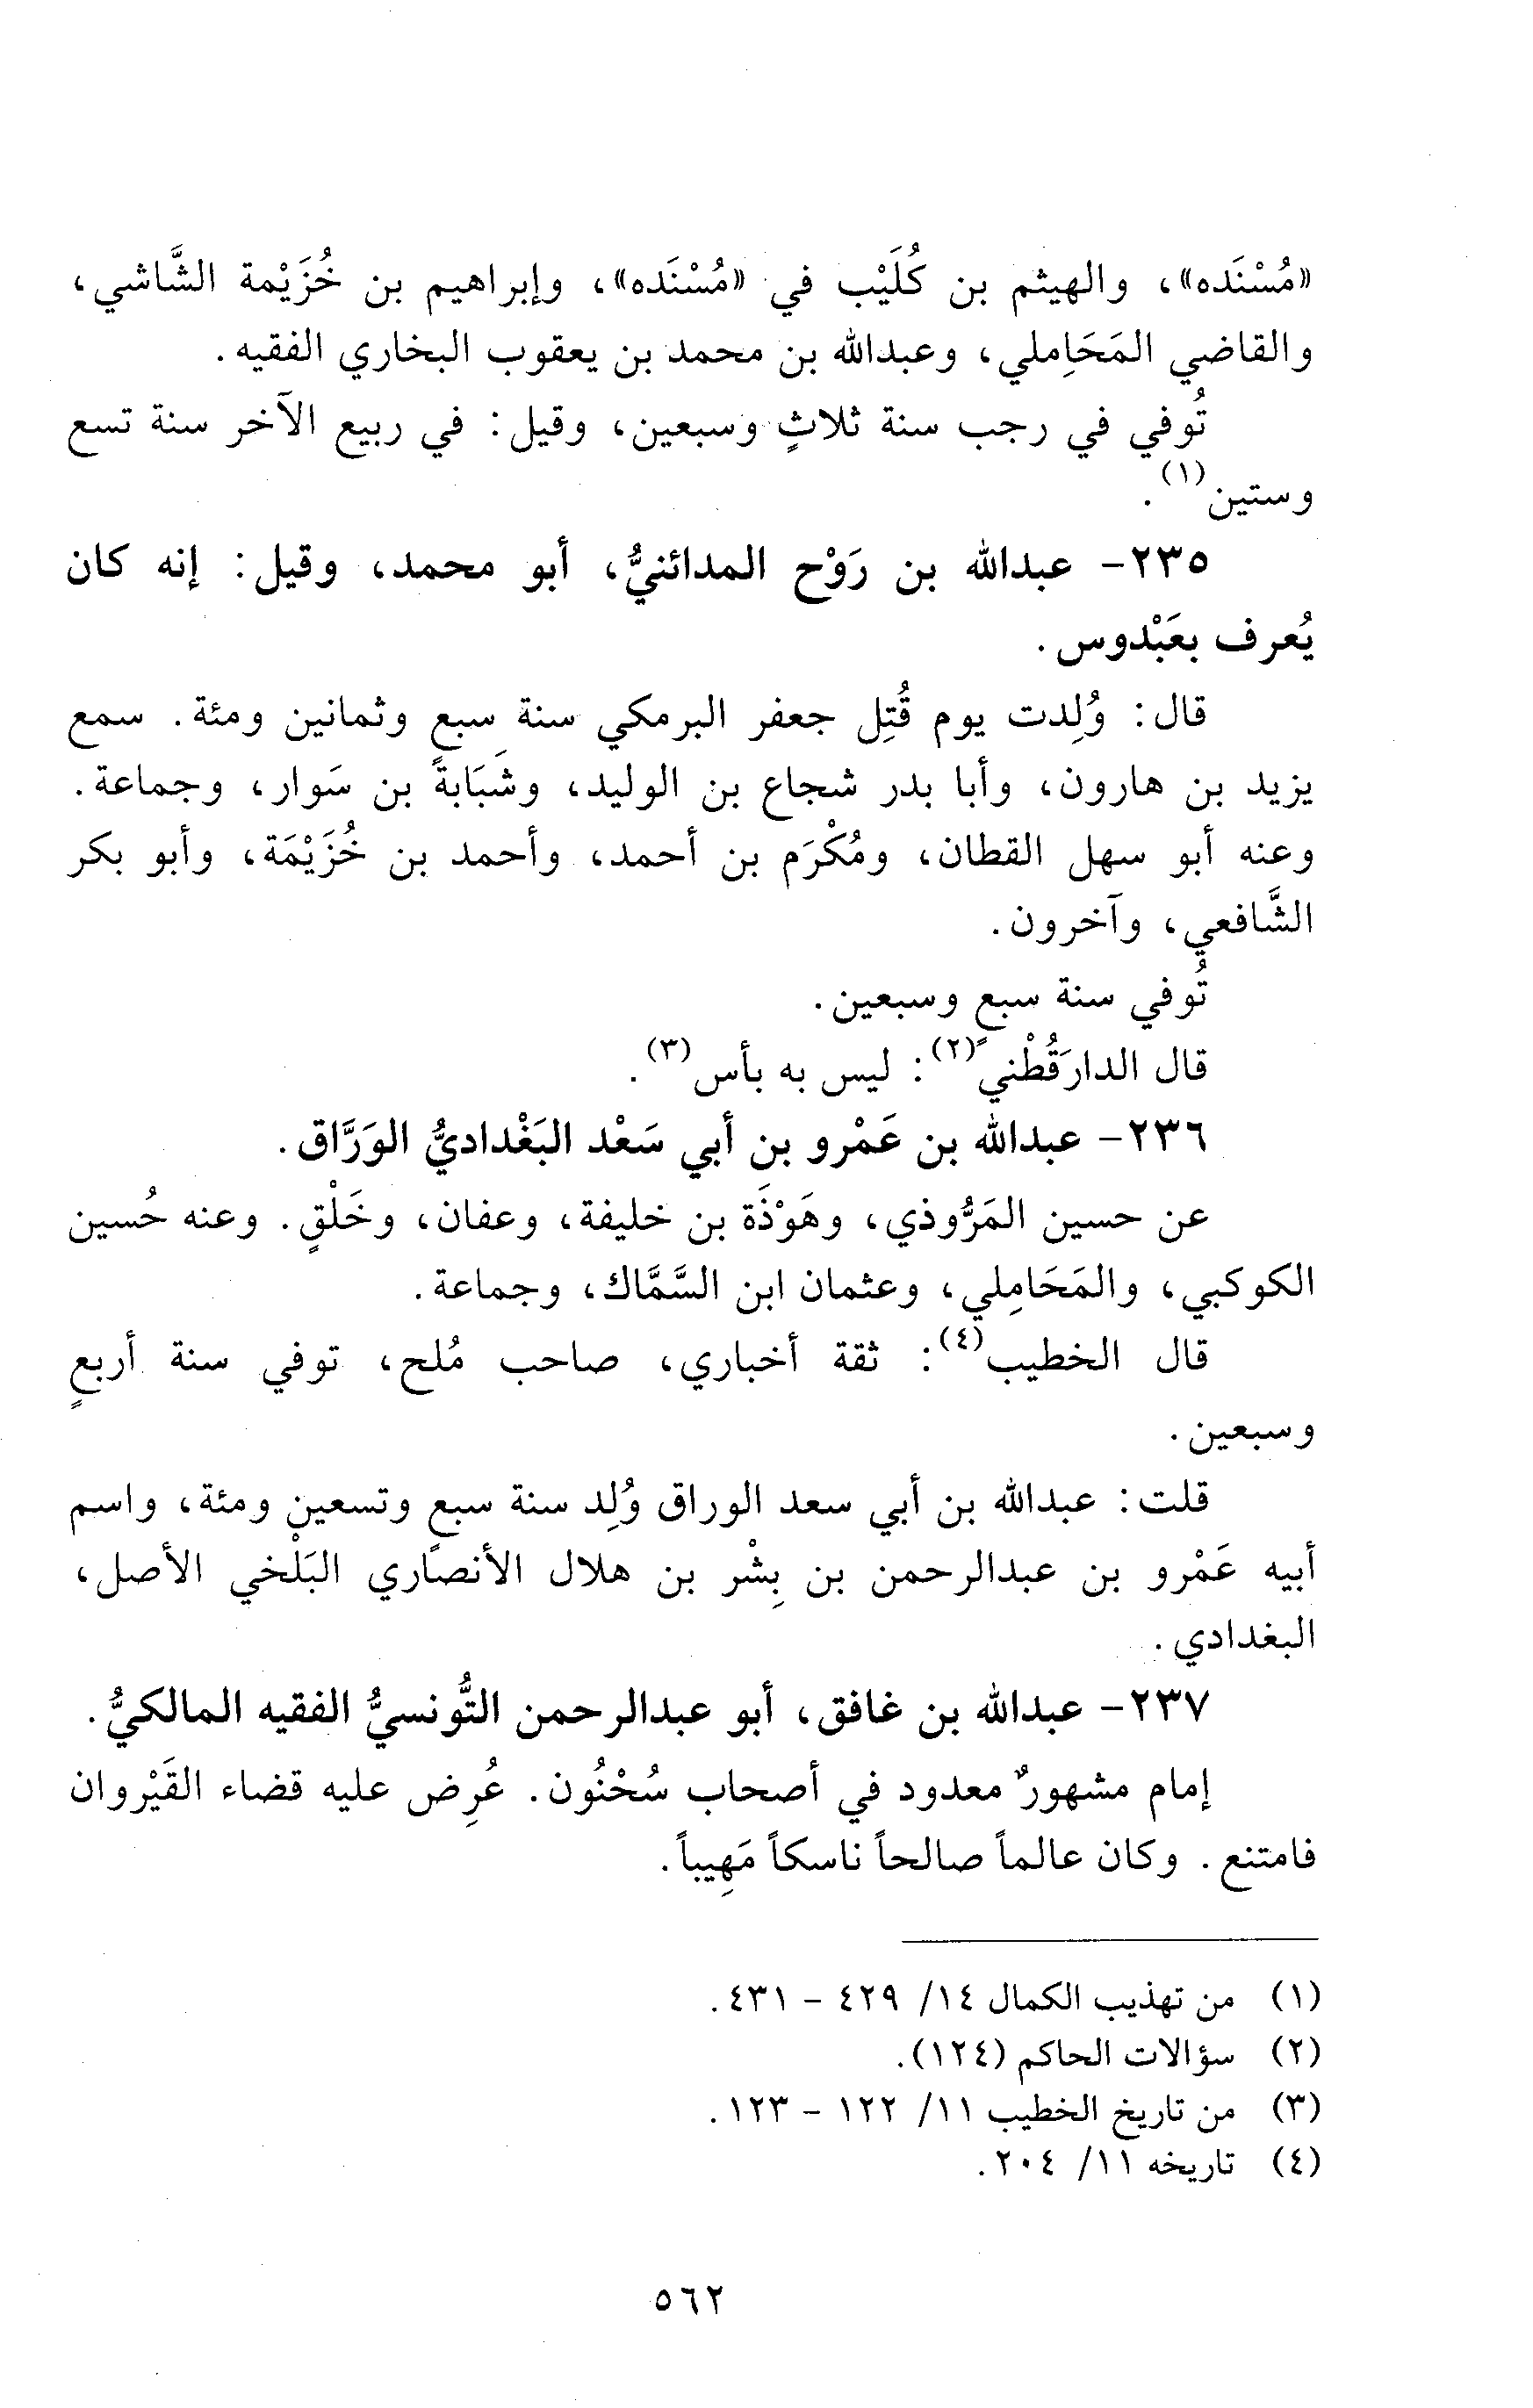 «مُسْنَده»، والهيثم بن كُلَيْب في «مُسْنَده»، وإبراهيم بن خُزَيْمة الشَّاشي،
والقاضي المَحَاملي، وعبدالله بن محمد بن يعقوب البخاري الفقيه.
تُوفي في رجب سنة ثلاثٍ وسبعين، وقيل: في ربيع الآخر سنة تسع
وستين(١).
٢٣٥- عبدالله بن رَوْح المدائنيُّ، أبو محمد، وقيل: إنه كان
يُعرف بعَبْدوس.
قال: وُلِدت يوم قُتِل جعفر البرمكي سنة سبعٍ وثمانين ومئة. سمع
يزيد بن هارون، وأبا بدر شجاع بن الوليد، وشَبَابةَ بن سَوار، وجماعة.
وعنه أبو سهل القطان، ومُكْرَم بن أحمد، وأحمد بن خُزَيْمَة، وأبو بكر
الشَّافعي، وآخرون.
تُوفي سنة سبعٍ وسبعين.
قال الدارَقُطْني(٢): ليس به بأس(٣).
٢٣٦- عبدالله بن عَمْرو بن أبي سَعْد البَغْداديُّ الوَرَّاق.
عن حسين المَرُّوذي، وهَوْذَة بن خليفة، وعفان، وخَلْقٍ. وعنه حُسين
الكوكبي، والمَحَاملي، وعثمان ابن السَّمَّاك، وجماعة.
قال الخطيب(٤): ثقة أخباري، صاحب مُلح، توفي سنة أربعٍ
وسبعين.
قلت: عبدالله بن أبي سعد الوراق وُلِد سنة سبعٍ وتسعين ومئة، واسم
أبيه عَمْرو بن عبدالرحمن بن بِشْر بن هلال الأنصاري البَلْخي الأصل،
البغدادي.
٢٣٧- عبدالله بن غافق، أبو عبدالرحمن التُّونسيُّ الفقيه المالكيُّ.
إمام مشهورٌ معدود في أصحاب سُحْنُون. عُرِض عليه قضاء القَيْروان
فامتنع. وكان عالماً صالحاً ناسكاً مَهِيباً.
(١) من تهذيب الكمال ١٤/ ٤٢٩ - ٤٣١.
(٢) سؤالات الحاكم (١٢٤).
(٣) من تاريخ الخطيب ١١/ ١٢٢ - ١٢٣.
(٤) تاريخه ١١/ ٢٠٤.
٥٦٢